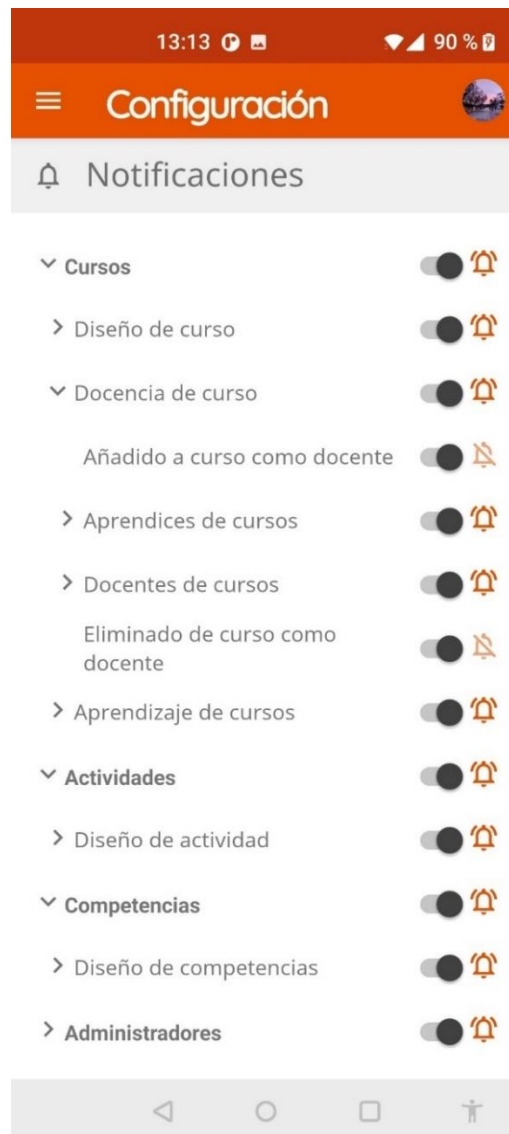 13:13 90 %
Configuración
Notificaciones
Cursos
Diseño de curso
Docencia de curso
Añadido a curso como docente
Aprendices de cursos
Docentes de cursos
Eliminado de curso como
docente
Aprendizaje de cursos
Actividades
Diseño de actividad
Competencias
Diseño de competencias
Administradores